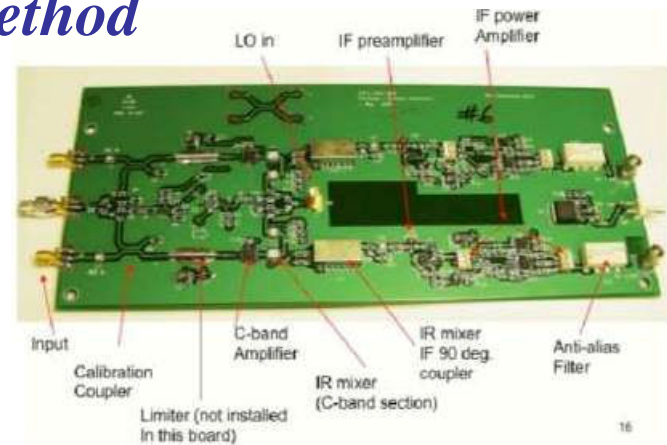 ethod
LO in
IF preamplifier
IF power
Amplifier
#6
Input
Calibration
Coupler
Limiter (not installed
In this board)
C-band
Amplifier
IR mixer
(C-band section)
IR mixer
IF 90 deg.
coupler
Anti-alias
Filter
16